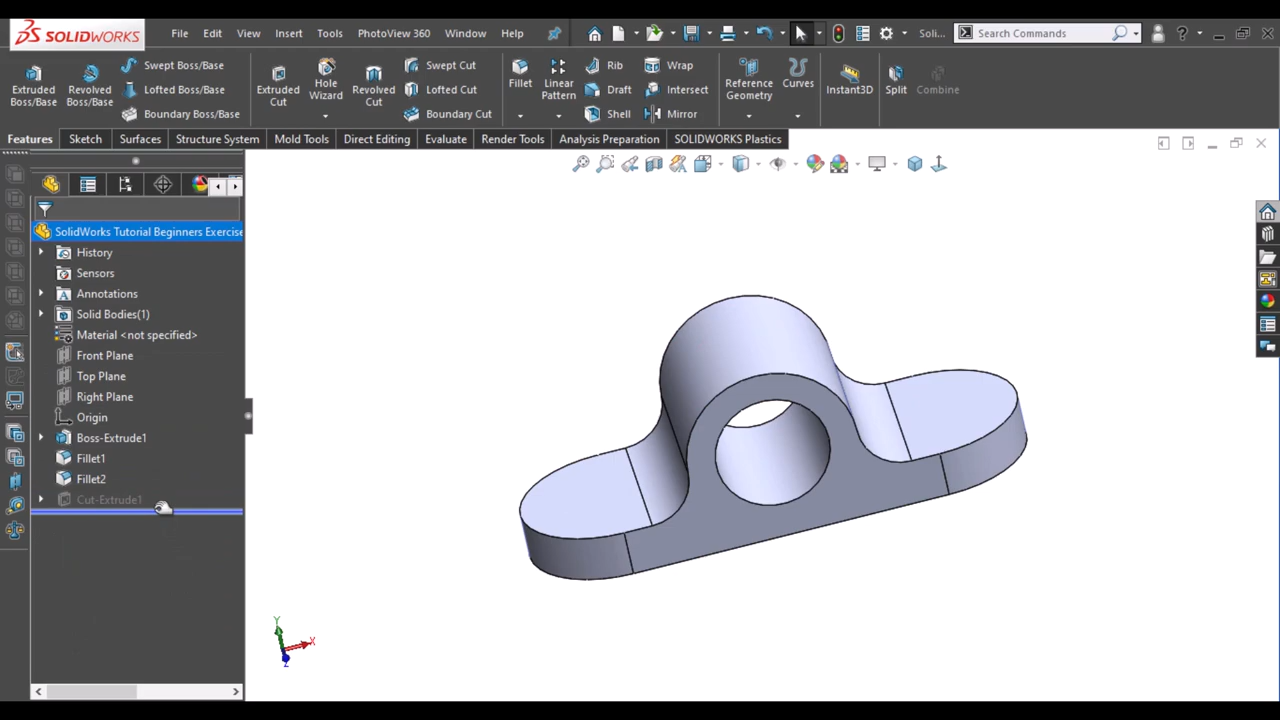 SOLIDWORKS File Edit View Insert Tools PhotoView 360 Window Help Soli... Search Commands ?
Extruded Boss/Base Revolved Boss/Base Swept Boss/Base Lofted Boss/Base Boundary Boss/Base
Extruded Cut Hole Wizard Revolved Cut Swept Cut Lofted Cut Boundary Cut
Fillet Linear Pattern Rib Draft Shell Wrap Intersect Mirror
Reference Geometry Curves Instant3D Split Combine
Features Sketch Surfaces Structure System Mold Tools Direct Editing Evaluate Render Tools Analysis Preparation SOLIDWORKS Plastics
SolidWorks Tutorial Beginners Exercise
History
Sensors
Annotations
Solid Bodies(1)
Material <not specified>
Front Plane
Top Plane
Right Plane
Origin
Boss-Extrude1
Fillet1
Fillet2
Cut-Extrude1
Y
X
Z